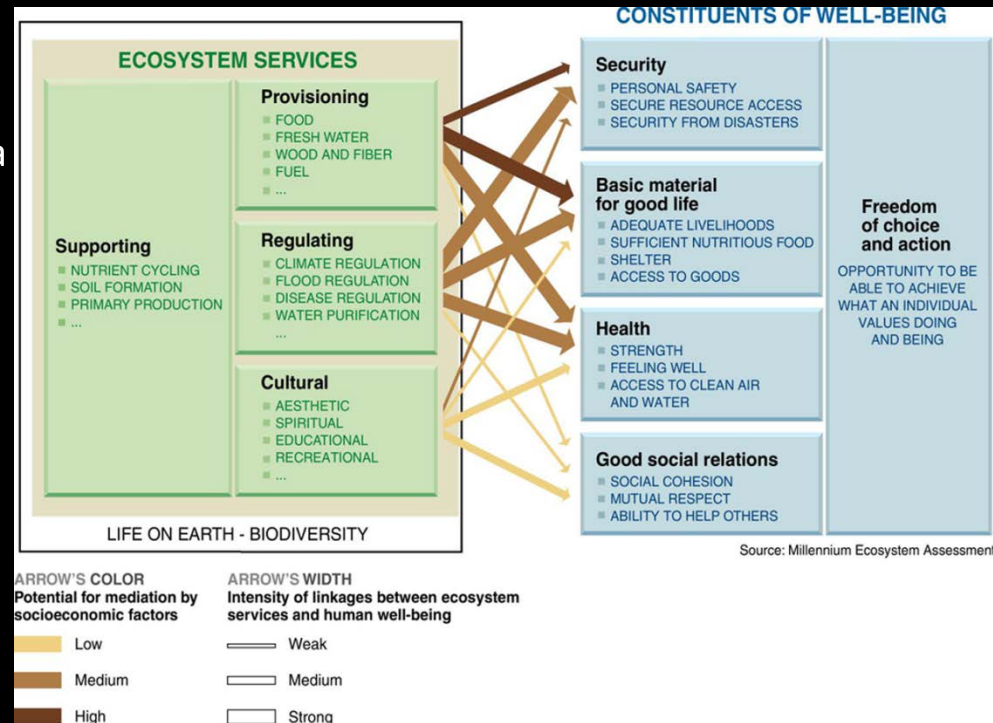 CONSTITUENTS OF WELL-BEING
ECOSYSTEM SERVICES
a
Supporting
NUTRIENT CYCLING
SOIL FORMATION
PRIMARY PRODUCTION
...
Provisioning
FOOD
FRESH WATER
WOOD AND FIBER
FUEL
...
Regulating
CLIMATE REGULATION
FLOOD REGULATION
DISEASE REGULATION
WATER PURIFICATION
...
Cultural
AESTHETIC
SPIRITUAL
EDUCATIONAL
RECREATIONAL
...
LIFE ON EARTH - BIODIVERSITY
Security
PERSONAL SAFETY
SECURE RESOURCE ACCESS
SECURITY FROM DISASTERS
Basic material
for good life
ADEQUATE LIVELIHOODS
SUFFICIENT NUTRITIOUS FOOD
SHELTER
ACCESS TO GOODS
Health
STRENGTH
FEELING WELL
ACCESS TO CLEAN AIR
AND WATER
Good social relations
SOCIAL COHESION
MUTUAL RESPECT
ABILITY TO HELP OTHERS
Freedom
of choice
and action
OPPORTUNITY TO BE
ABLE TO ACHIEVE
WHAT AN INDIVIDUAL
VALUES DOING
AND BEING
Source: Millennium Ecosystem Assessment
ARROW'S COLOR
Potential for mediation by
socioeconomic factors
Low
Medium
High
ARROW'S WIDTH
Intensity of linkages between ecosystem
services and human well-being
Weak
Medium
Strong